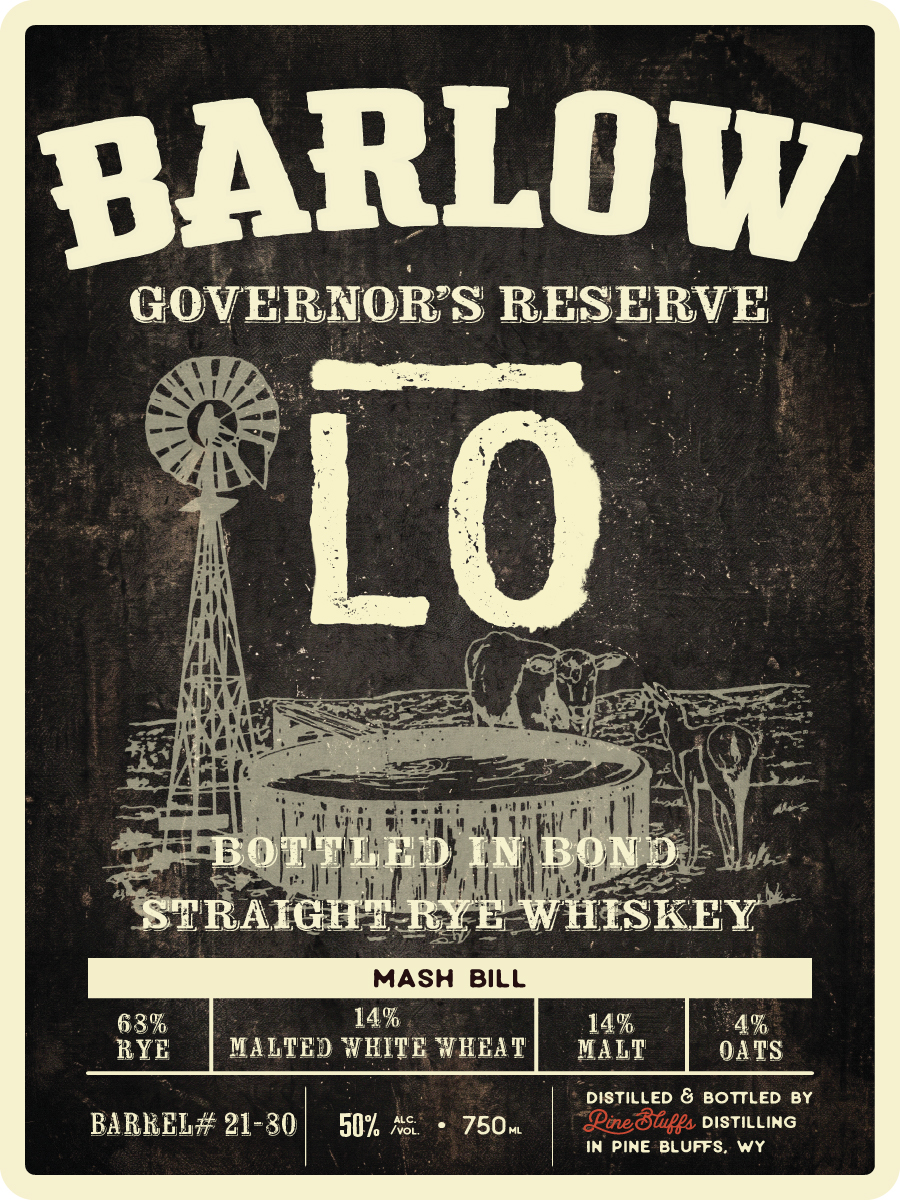 BARLOW
GOVERNOR'S RESERVE
LO
BOTTLED IN BOND
STRAIGHT RYE WHISKEY
MASH BILL
63%
RYE
14%
MALTED WHITE WHEAT
14%
MALT
4%
OATS
BARREL# 21-30
50% ALC./VOL. • 750ML
DISTILLED & BOTTLED BY
Pine Bluffs DISTILLING
IN PINE BLUFFS, WY